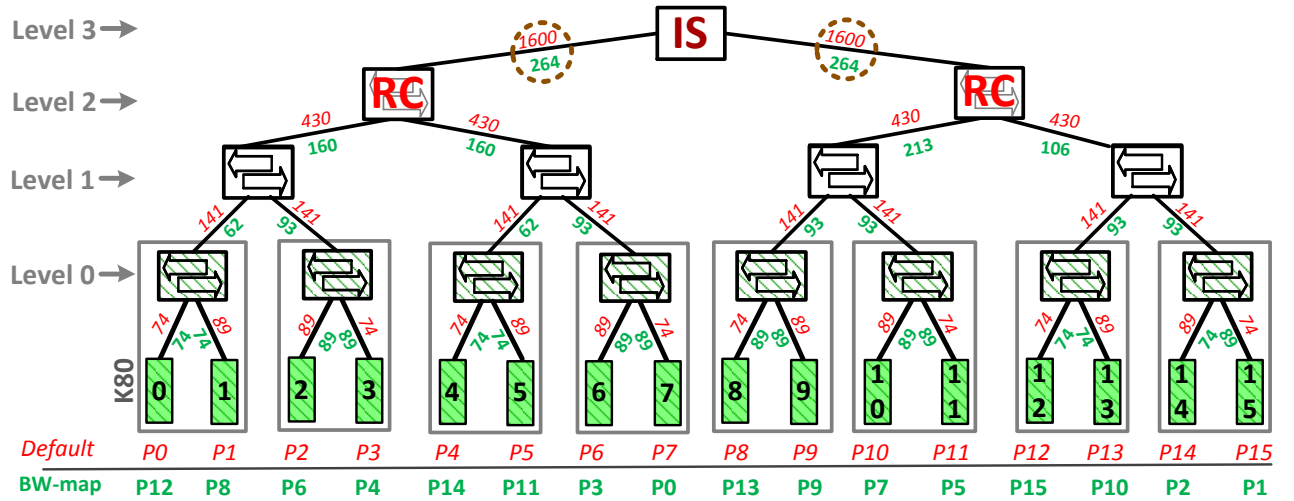 Level 3 IS
1600 1600
264 264
Level 2 RC RC
430 430 430 430
160 160 213 106
Level 1
141 141 141 141 141 141 141 141
62 93 62 93 93 93 93 93
Level 0
74 89 89 74 74 89 89 74 74 89 89 74 74 89 89 74
74 74 89 89 74 74 89 89 89 89 89 89 74 74 74 89
K80
0 1 2 3 4 5 6 7 8 9 10 11 12 13 14 15
Default P0 P1 P2 P3 P4 P5 P6 P7 P8 P9 P10 P11 P12 P13 P14 P15
BW-map P12 P8 P6 P4 P14 P11 P3 P0 P13 P9 P7 P5 P15 P10 P2 P1